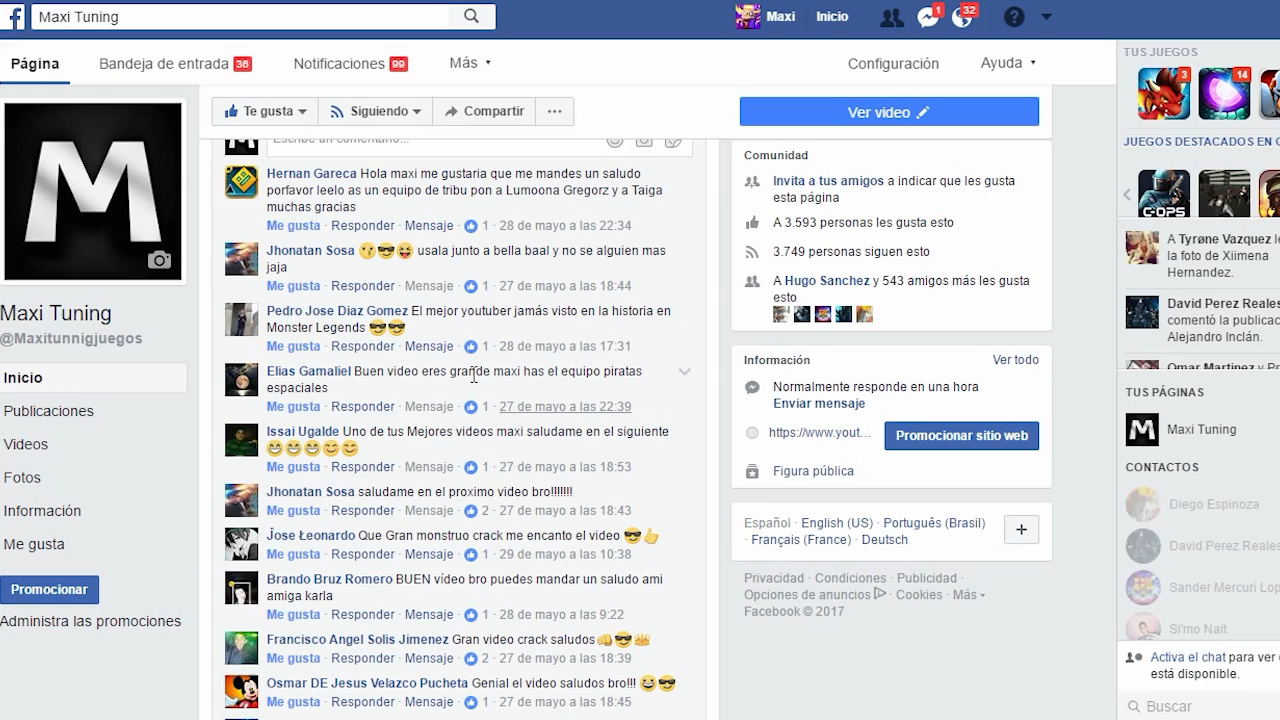 Maxi Tuning
Maxi
Inicio
1
32
Página
Bandeja de entrada 36
Notificaciones 99
Más
Configuración
Ayuda
Te gusta
Siguiendo
Compartir
Ver video
M
Maxi Tuning
@Maxitunnigjuegos
Inicio
Publicaciones
Videos
Fotos
Información
Me gusta
Promocionar
Administra las promociones
Escribe un comentario...
Hernan Gareca Hola maxi me gustaria que me mandes un saludo
porfavor leelo as un equipo de tribu pon a Lumoona Gregorz y a Taiga
muchas gracias
Me gusta · Responder · Mensaje · 1 · 28 de mayo a las 22:34
Jhonatan Sosa 😙😎😝 usala junto a bella baal y no se alguien mas
jaja
Me gusta · Responder · Mensaje · 1 · 28 de mayo a las 18:44
Pedro Jose Diaz Gomez El mejor youtuber jamás visto en la historia en
Monster Legends 😎😎
Me gusta · Responder · Mensaje · 1 · 28 de mayo a las 17:31
Elias Gamaliel Buen video eres grande maxi has el equipo piratas
espaciales
Me gusta · Responder · Mensaje · 1 · 27 de mayo a las 22:39
Issai Ugalde Uno de tus Mejores videos maxi saludame en el siguiente
😁😁😁😊😊
Me gusta · Responder · Mensaje · 1 · 27 de mayo a las 18:53
Jhonatan Sosa saludame en el proximo video bro!!!!!!!
Me gusta · Responder · Mensaje · 2 · 27 de mayo a las 18:43
Ĵose Łeonardo Que Gran monstruo crack me encanto el video 😎👍
Me gusta · Responder · Mensaje · 1 · 29 de mayo a las 10:38
Brando Bruz Romero BUEN vídeo bro puedes mandar un saludo ami
amiga karla
Me gusta · Responder · Mensaje · 1 · 28 de mayo a las 9:22
Francisco Angel Solis Jimenez Gran video crack saludos👊😎👑
Me gusta · Responder · Mensaje · 2 · 27 de mayo a las 18:39
Osmar DE Jesus Velazco Pucheta Genial el video saludos bro!!! 😄😎
Me gusta · Responder · Mensaje · 1 · 27 de mayo a las 18:45
Comunidad
Invita a tus amigos a indicar que les gusta
esta página
A 3.593 personas les gusta esto
3.749 personas siguen esto
A Hugo Sanchez y 543 amigos más les gusta
esto
Información
Ver todo
Normalmente responde en una hora
Enviar mensaje
https://www.yout...
Promocionar sitio web
Figura pública
Español · English (US) · Português (Brasil)
· Français (France) · Deutsch
+
Privacidad · Condiciones · Publicidad ·
Opciones de anuncios · Cookies · Más
Facebook © 2017
TUS JUEGOS
3
14
JUEGOS DESTACADOS EN
C-OPS
A Tyrøne Vazquez
la foto de Xiimena
Hernandez.
David Perez Reales
comentó la publicac
Alejandro Inclán.
Omar Martinez y
TUS PÁGINAS
M
Maxi Tuning
CONTACTOS
Diego Espinoza
David Perez Reales
Sander Mercuri
Si'mo Nait
Activa el chat para ver
está disponible.
Buscar